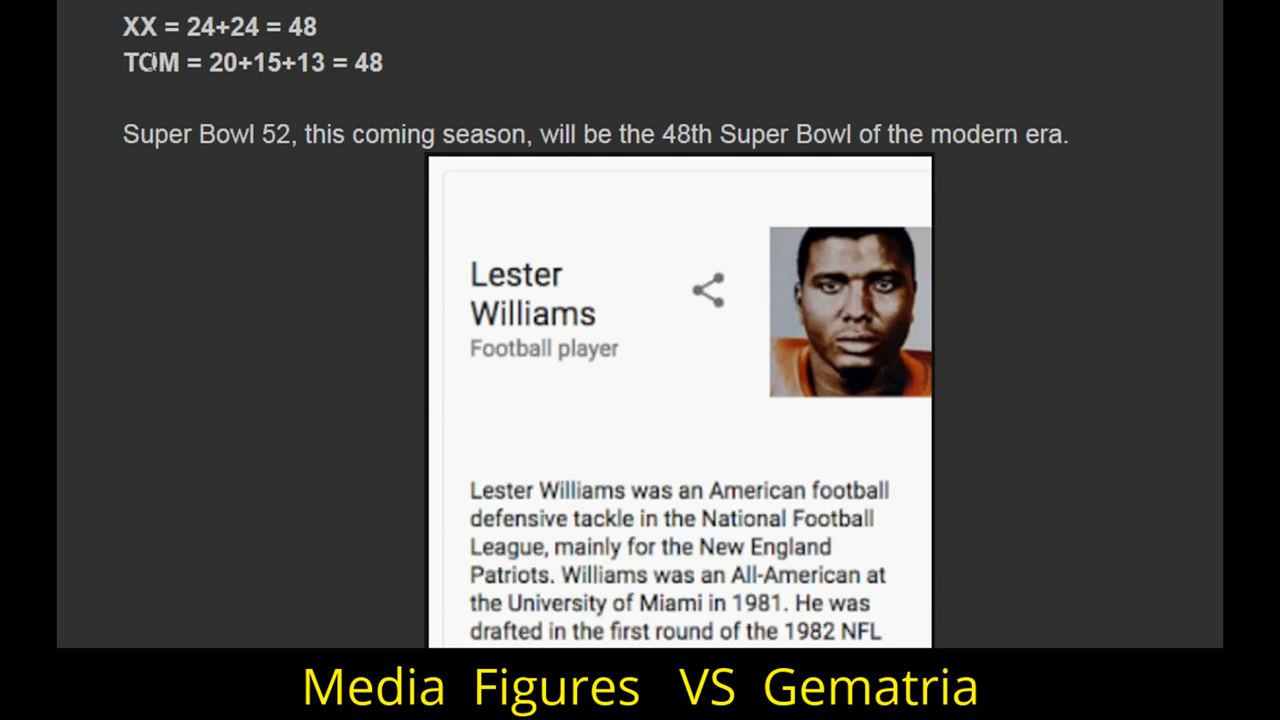 XX = 24+24 = 48
TOM = 20+15+13 = 48
Super Bowl 52, this coming season, will be the 48th Super Bowl of the modern era.
Lester
Williams
Football player
Lester Williams was an American football
defensive tackle in the National Football
League, mainly for the New England
Patriots. Williams was an All-American at
the University of Miami in 1981. He was
drafted in the first round of the 1982 NFL
Media Figures VS Gematria